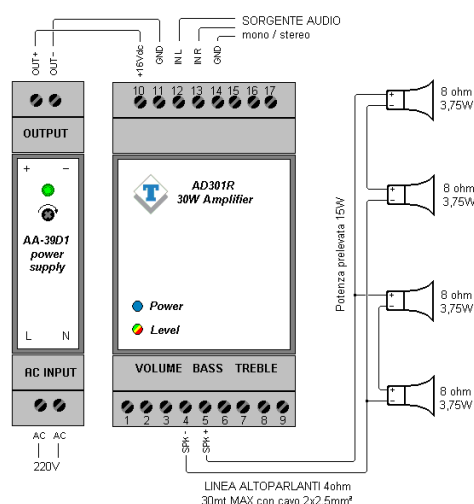 SORGENTE AUDIO
mono / stereo
OUT+
OUT-
+16Vdc
GND
IN L
IN R
GND
10 11 12 13 14 15 16 17
OUTPUT
+ −
AA-39D1
power
supply
L N
AC INPUT
AC AC
220V
T
AD301R
30W Amplifier
Power
Level
VOLUME BASS TREBLE
1 2 3 4 5 6 7 8 9
SPK -
SPK +
Potenza prelevata 15W
+
-
8 ohm
3,75W
+
-
8 ohm
3,75W
+
-
8 ohm
3,75W
+
-
8 ohm
3,75W
LINEA ALTOPARLANTI 4ohm
30mt MAX con cavo 2x2,5mm²